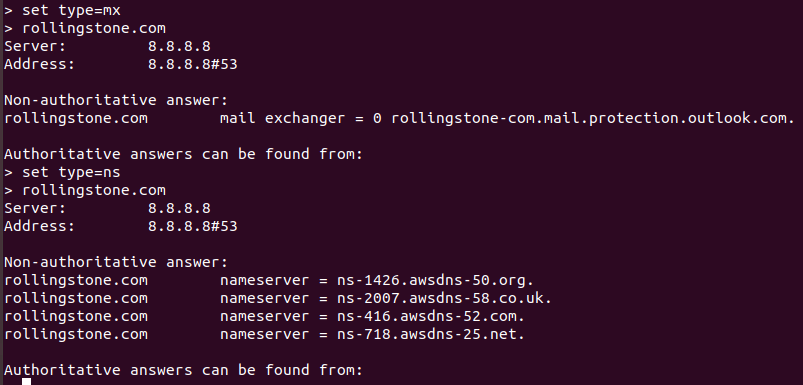 > set type=mx
> rollingstone.com
Server:         8.8.8.8
Address:        8.8.8.8#53

Non-authoritative answer:
rollingstone.com        mail exchanger = 0 rollingstone-com.mail.protection.outlook.com.

Authoritative answers can be found from:
> set type=ns
> rollingstone.com
Server:         8.8.8.8
Address:        8.8.8.8#53

Non-authoritative answer:
rollingstone.com        nameserver = ns-1426.awsdns-50.org.
rollingstone.com        nameserver = ns-2007.awsdns-58.co.uk.
rollingstone.com        nameserver = ns-416.awsdns-52.com.
rollingstone.com        nameserver = ns-718.awsdns-25.net.

Authoritative answers can be found from: